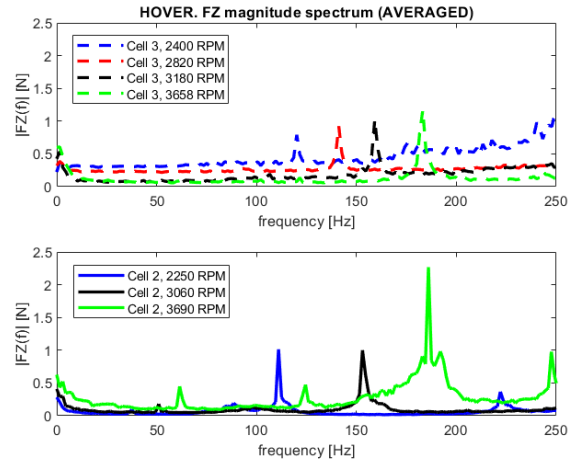 HOVER. FZ magnitude spectrum (AVERAGED)
2.5
2
1.5
1
0.5
0
|FZ(f)| [N]
Cell 3, 2400 RPM
Cell 3, 2820 RPM
Cell 3, 3180 RPM
Cell 3, 3658 RPM
0 50 100 150 200 250
frequency [Hz]
2.5
2
1.5
1
0.5
0
|FZ(f)| [N]
Cell 2, 2250 RPM
Cell 2, 3060 RPM
Cell 2, 3690 RPM
0 50 100 150 200 250
frequency [Hz]